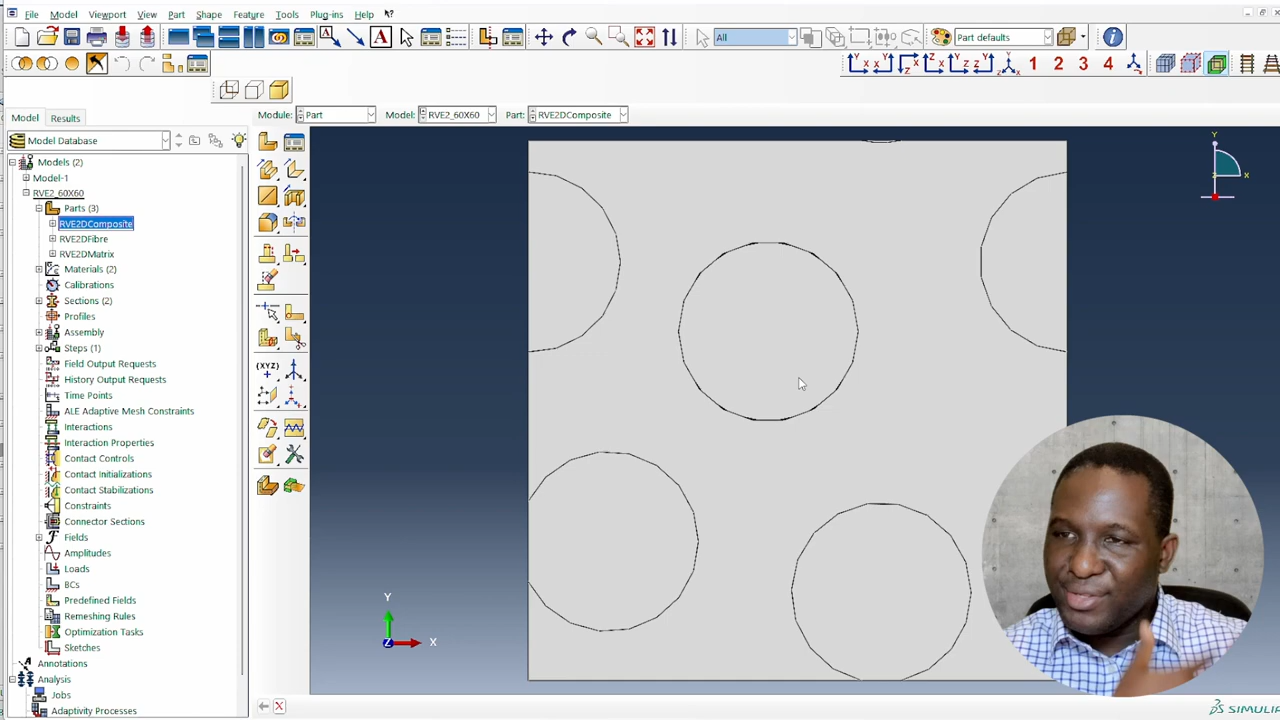 File Model Viewport View Part Shape Feature Tools Plug-ins Help
All
Part defaults
1 2 3 4
Module: Part Model: RVE2_60X60 Part: RVE2DComposite
Model Results
Model Database
Models (2)
Model-1
RVE2_60X60
Parts (3)
RVE2DComposite
RVE2DFibre
RVE2DMatrix
Materials (2)
Calibrations
Sections (2)
Profiles
Assembly
Steps (1)
Field Output Requests
History Output Requests
Time Points
ALE Adaptive Mesh Constraints
Interactions
Interaction Properties
Contact Controls
Contact Initializations
Contact Stabilizations
Constraints
Connector Sections
Fields
Amplitudes
Loads
BCs
Predefined Fields
Remeshing Rules
Optimization Tasks
Sketches
Annotations
Analysis
Jobs
Adaptivity Processes
(XYZ)
Y
X
Z
Y
X
Z
SIMULIA